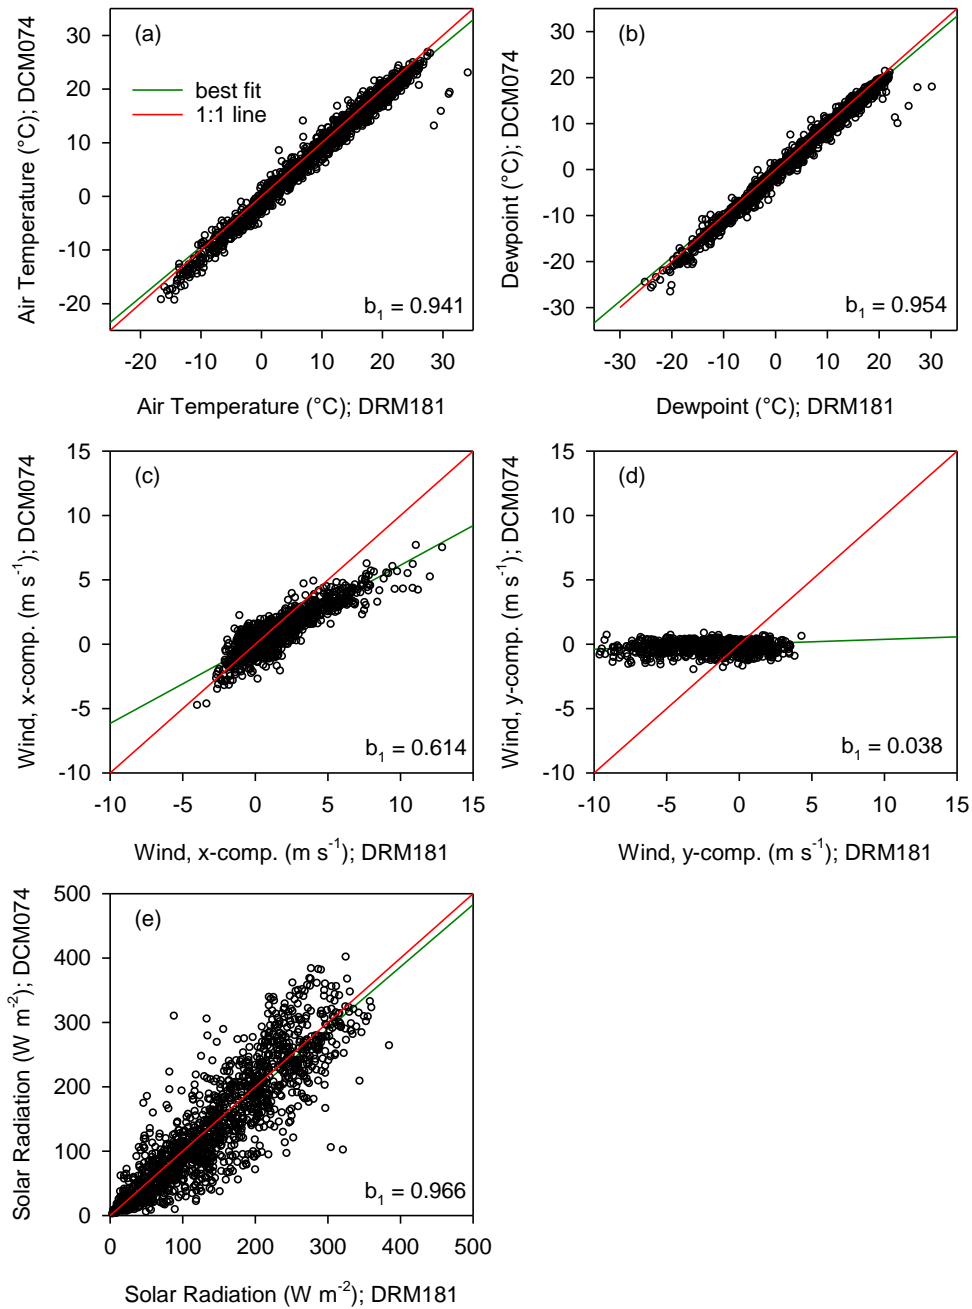 (a)
best fit
1:1 line
b1 = 0.941
30
20
10
0
-10
-20
-20 -10 0 10 20 30
Air Temperature (°C); DCM074
Air Temperature (°C); DRM181
(b)
b1 = 0.954
30
20
10
0
-10
-20
-30
-30 -20 -10 0 10 20 30
Dewpoint (°C); DCM074
Dewpoint (°C); DRM181
(c)
b1 = 0.614
15
10
5
0
-5
-10
-10 -5 0 5 10 15
Wind, x-comp. (m s-1); DCM074
Wind, x-comp. (m s-1); DRM181
(d)
b1 = 0.038
15
10
5
0
-5
-10
-10 -5 0 5 10 15
Wind, y-comp. (m s-1); DCM074
Wind, y-comp. (m s-1); DRM181
(e)
b1 = 0.966
500
400
300
200
100
0
0 100 200 300 400 500
Solar Radiation (W m-2); DCM074
Solar Radiation (W m-2); DRM181